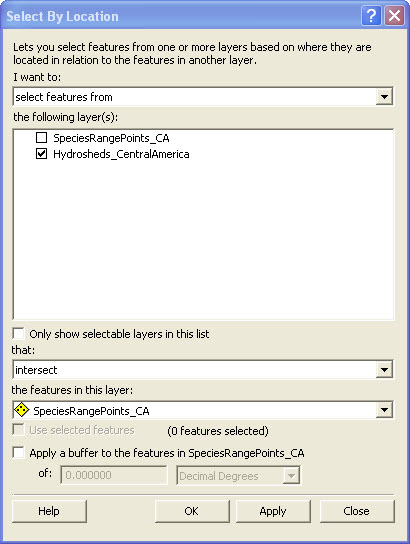 Select By Location
Lets you select features from one or more layers based on where they are
located in relation to the features in another layer.
I want to:
select features from
the following layer(s):
SpeciesRangePoints_CA
Hydrosheds_CentralAmerica
Only show selectable layers in this list
that:
intersect
the features in this layer:
SpeciesRangePoints_CA
Use selected features (0 features selected)
Apply a buffer to the features in SpeciesRangePoints_CA
of: 0.000000 Decimal Degrees
Help OK Apply Close